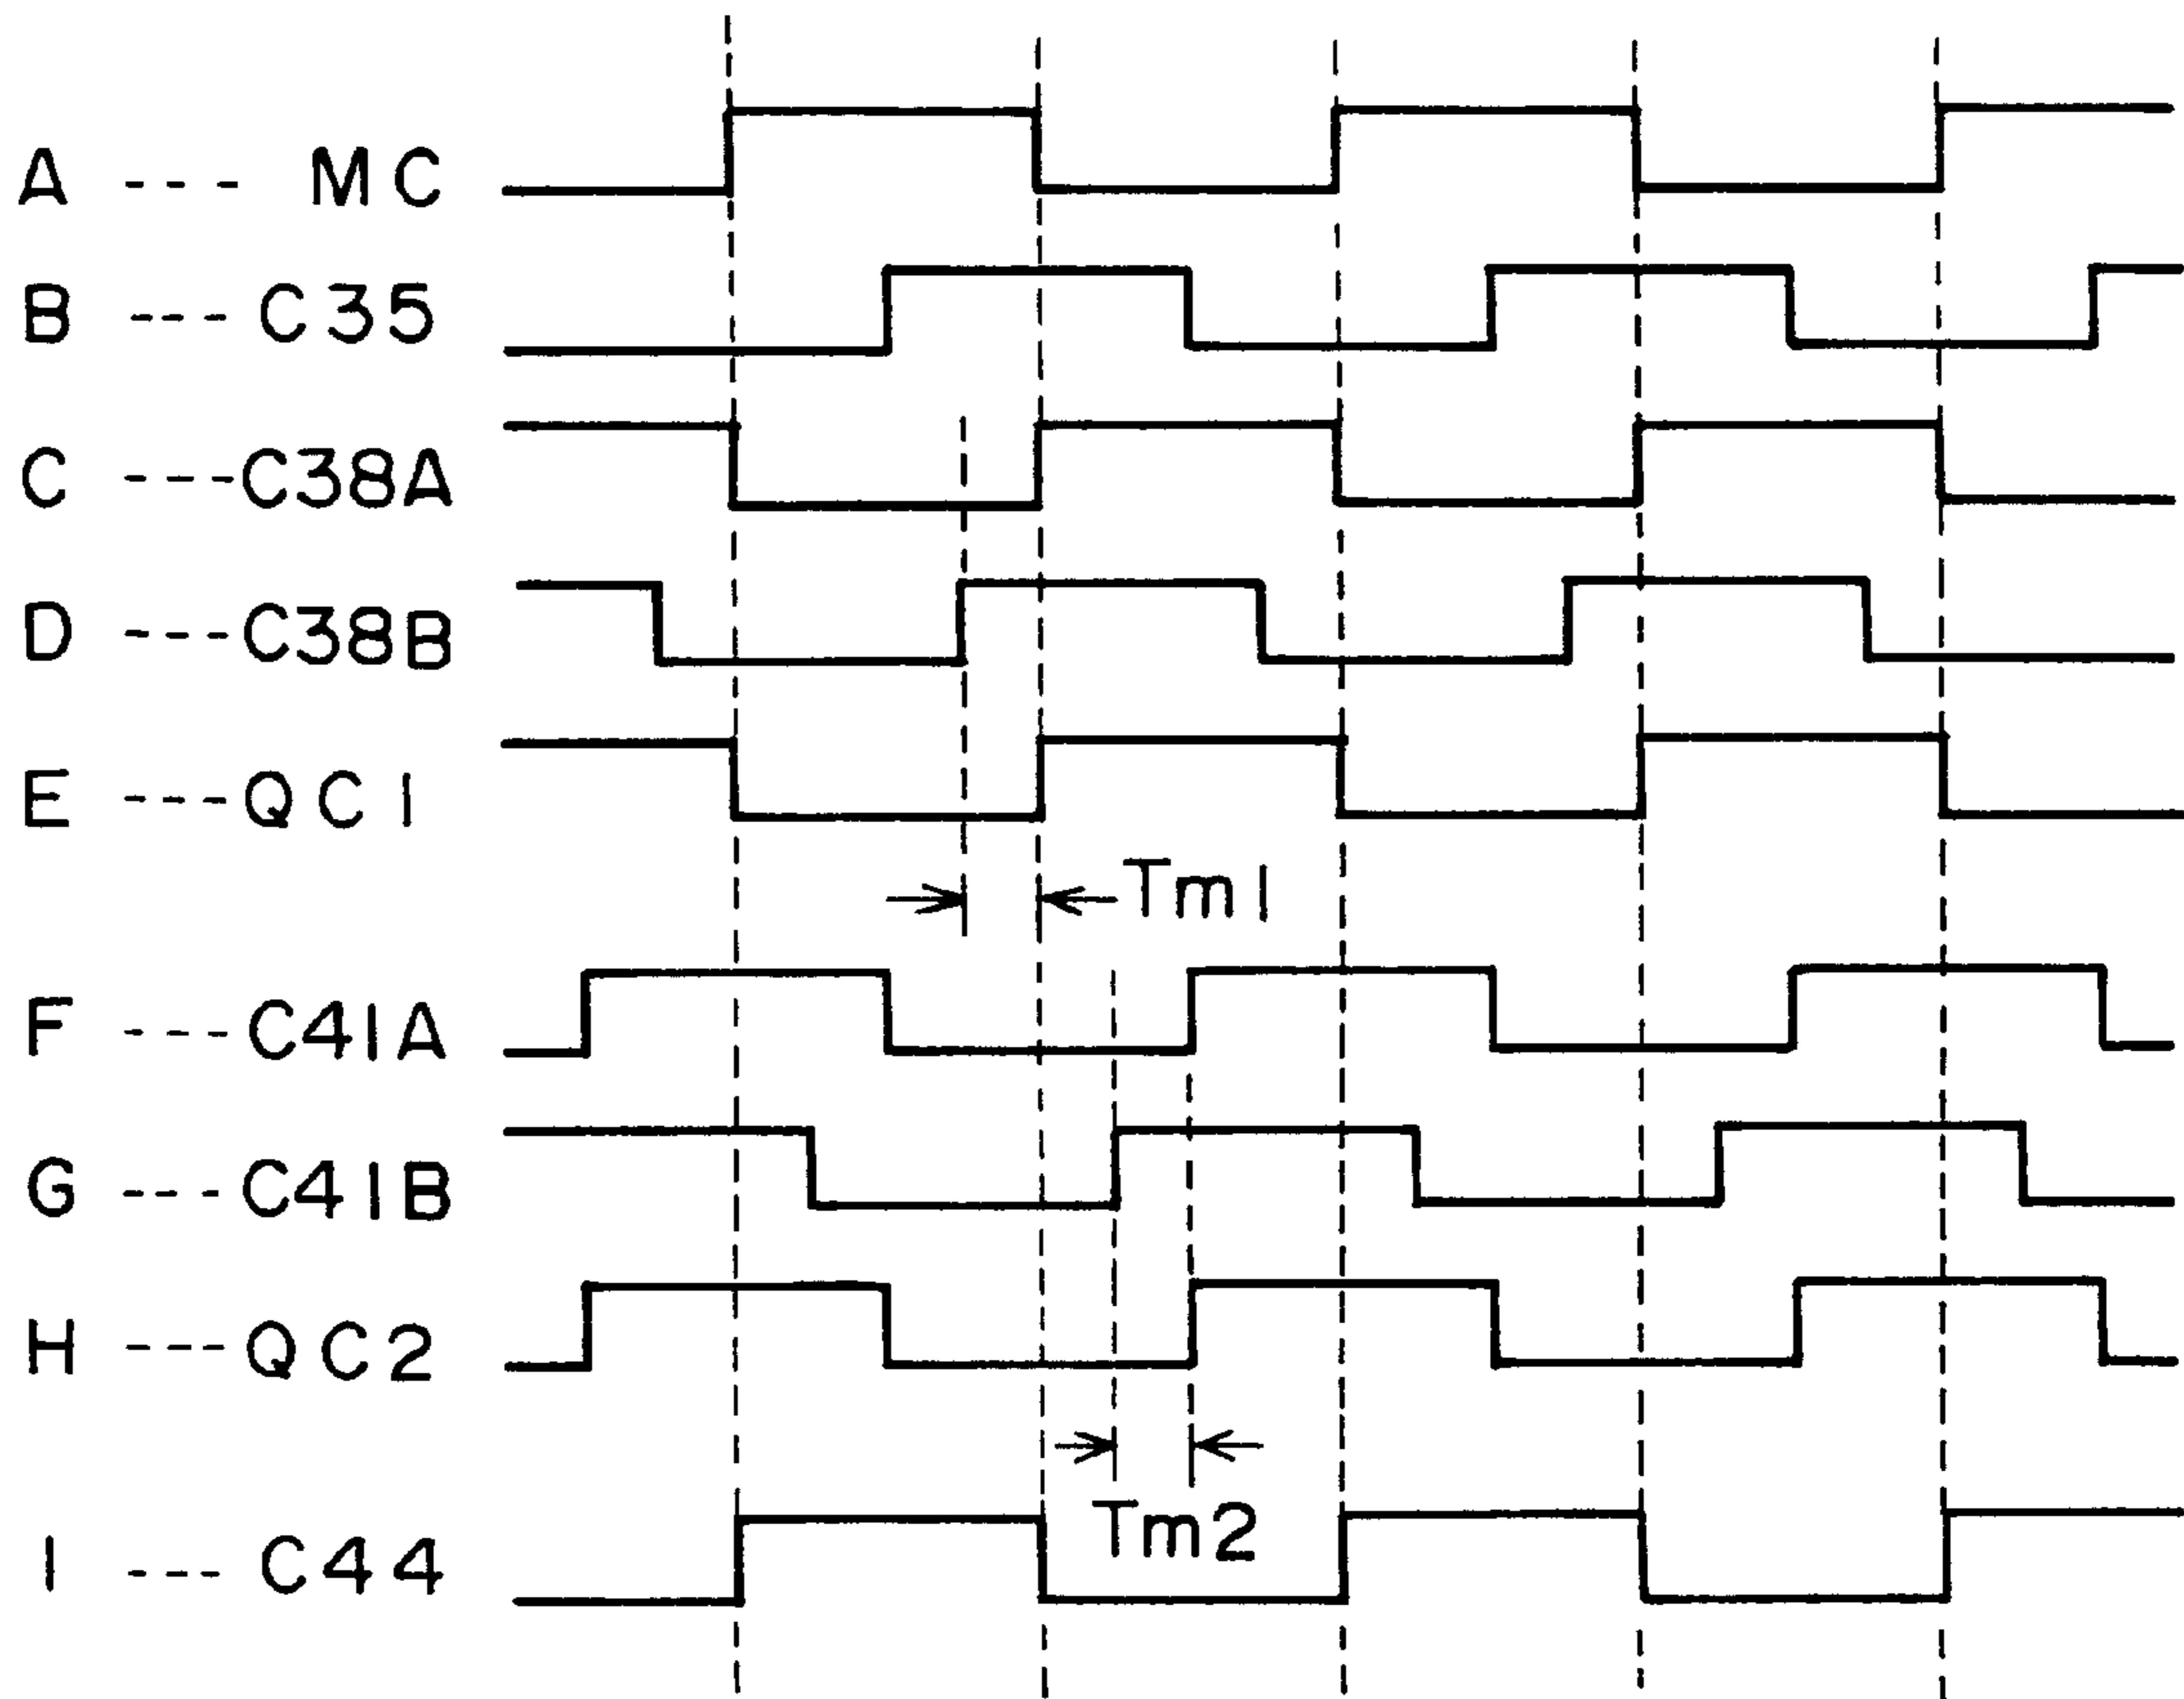 A --- MC
B --- C35
C --- C38A
D --- C38B
E --- QC1
Tm1
F --- C41A
G --- C41B
H --- QC2
Tm2
I --- C44